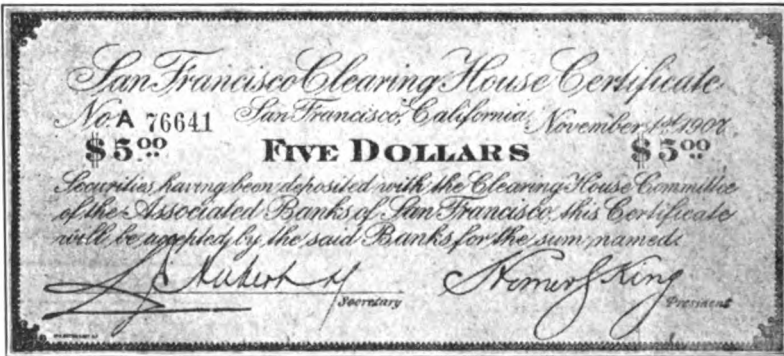 San Francisco Clearing House Certificate
No. A 76641 San Francisco, California, November 1st 1907.
$5.00 FIVE DOLLARS $5.00
Securities having been deposited with the Clearing House Committee
of the Associated Banks of San Francisco, this Certificate
will be accepted by the said Banks for the sum named.
Homer S King
Secretary President